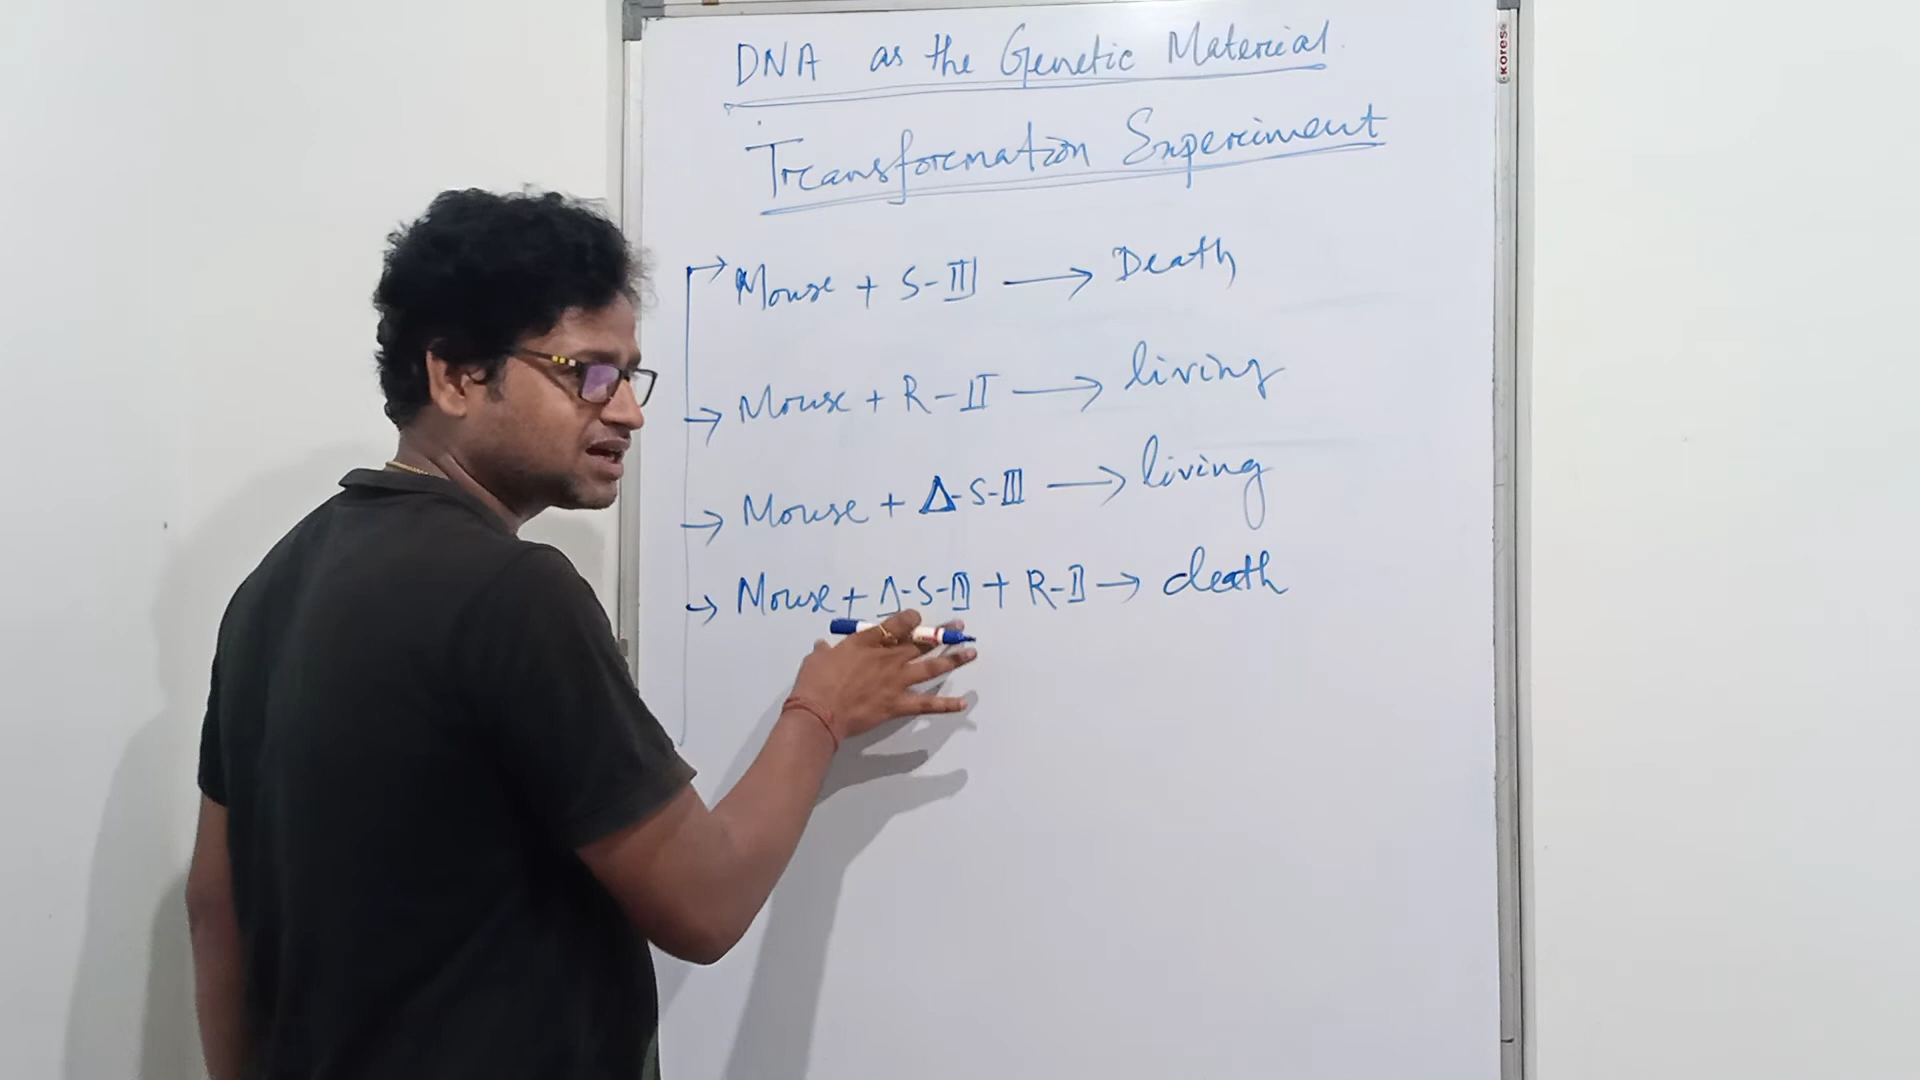 DNA as the Genetic Material
Transformation Experiment
Mouse + S-III → Death
Mouse + R-II → living
Mouse + Δ-S-III → living
Mouse + Δ-S-III + R-II → death
KORES